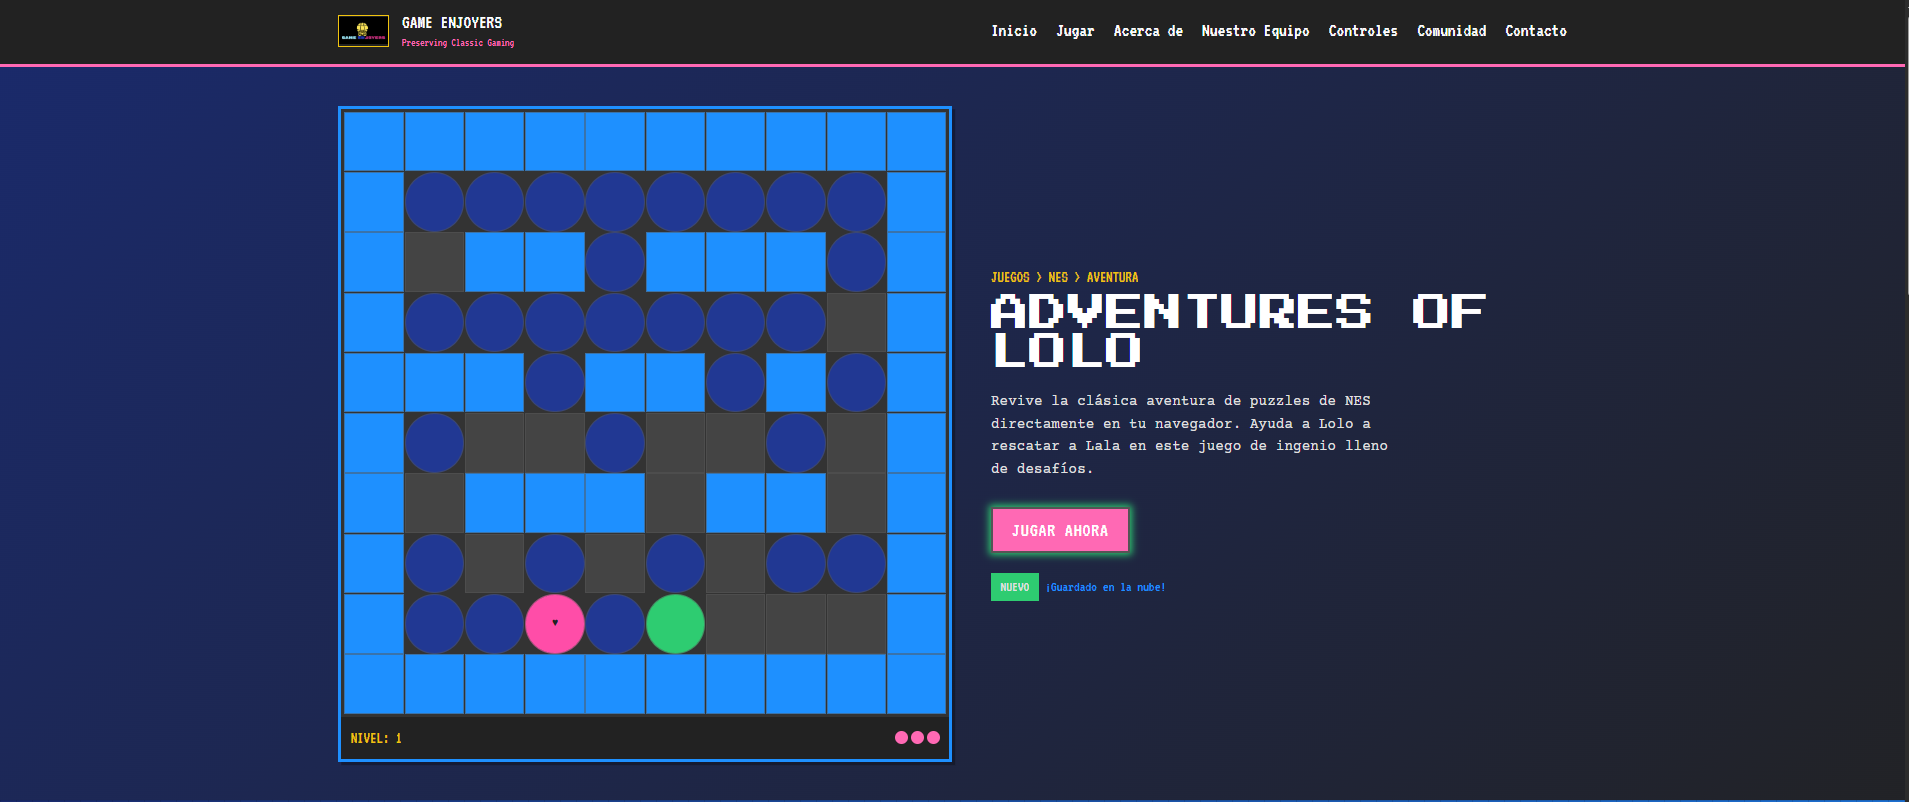 GAME ENJOYERS
Preserving Classic Gaming
Inicio Jugar Acerca de Nuestro Equipo Controles Comunidad Contacto
JUEGOS > NES > AVENTURA
ADVENTURES OF
LOLO
Revive la clásica aventura de puzzles de NES
directamente en tu navegador. Ayuda a Lolo a
rescatar a Lala en este juego de ingenio lleno
de desafíos.
JUGAR AHORA
NUEVO ¡Guardado en la nube!
NIVEL: 1